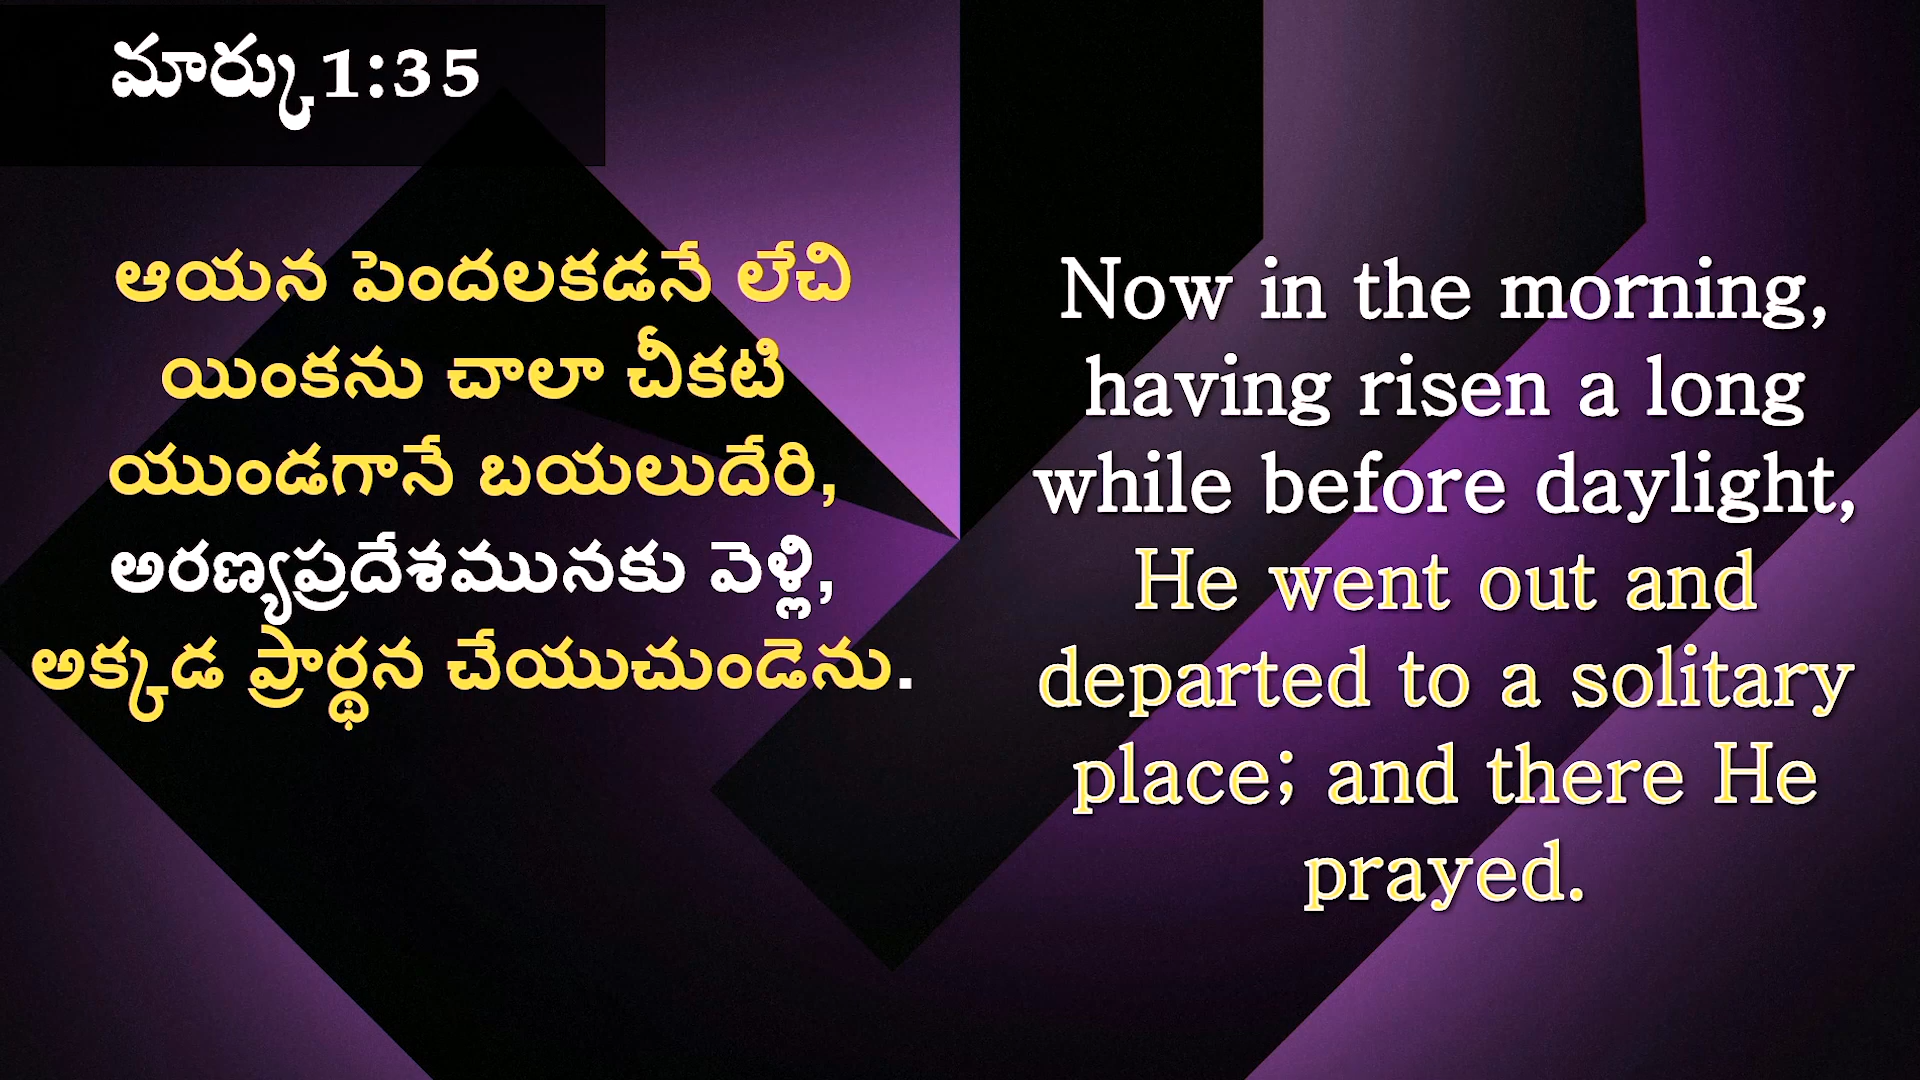 మార్కు1:35
ఆయన పెందలకడనే లేచి
యింకను చాలా చీకటి
యుండగానే బయలుదేరి,
అరణ్యప్రదేశమునకు వెళ్లి,
అక్కడ ప్రార్థన చేయుచుండెను.
Now in the morning,
having risen a long
while before daylight,
He went out and
departed to a solitary
place; and there He
prayed.